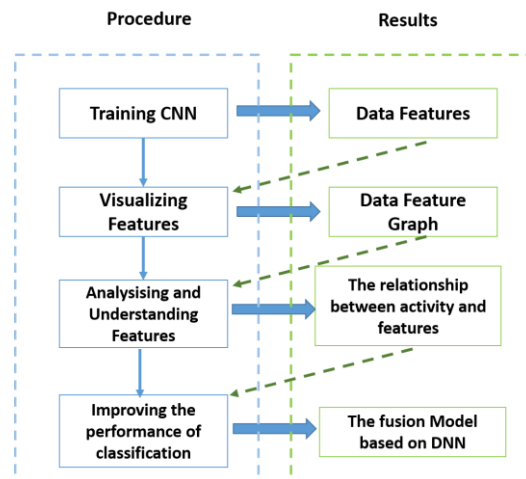 Procedure
Results
Training CNN
Data Features
Visualizing
Features
Data Feature
Graph
Analysising and
Understanding
Features
The relationship
between activity and
features
Improving the
performance of
classification
The fusion Model
based on DNN